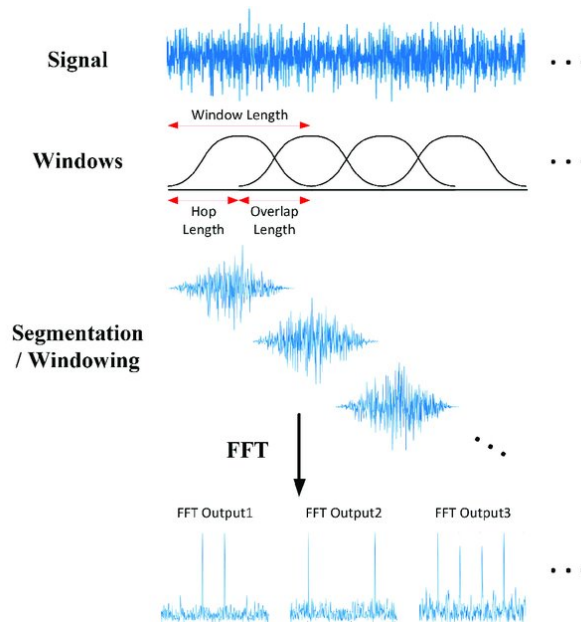 Signal
Window Length
Windows
Hop Length
Overlap Length
Segmentation
/ Windowing
FFT
FFT Output1
FFT Output2
FFT Output3